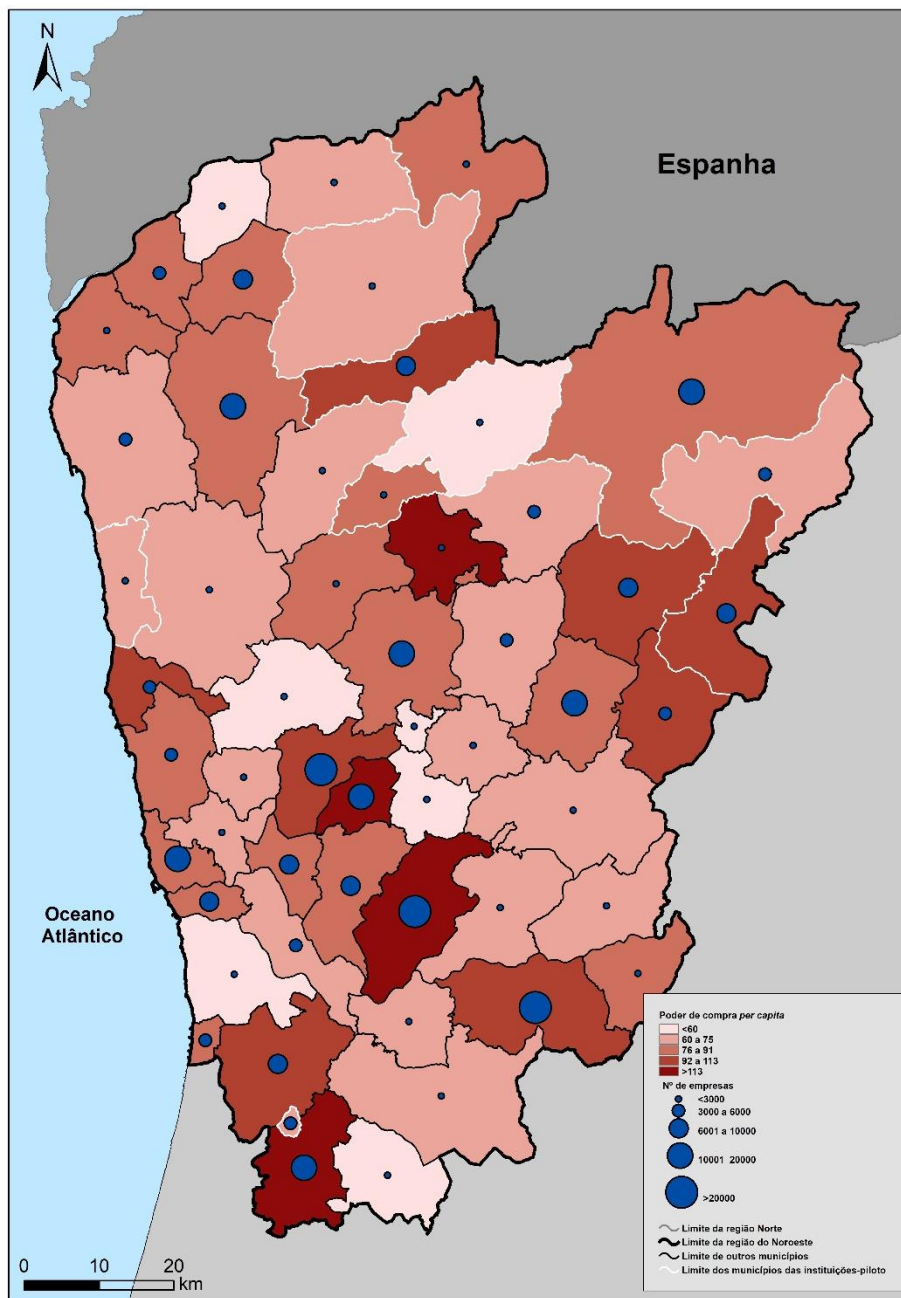 N
Espanha
Oceano
Atlântico
Poder de compra per capita
<60
60 a 75
76 a 91
92 a 113
>113
Nº de empresas
<3000
3000 a 6000
6001 a 10000
10001 20000
>20000
Limite da região Norte
Limite da região do Noroeste
Limite de outros municípios
Limite dos municípios das instituições-piloto
0 10 20
km